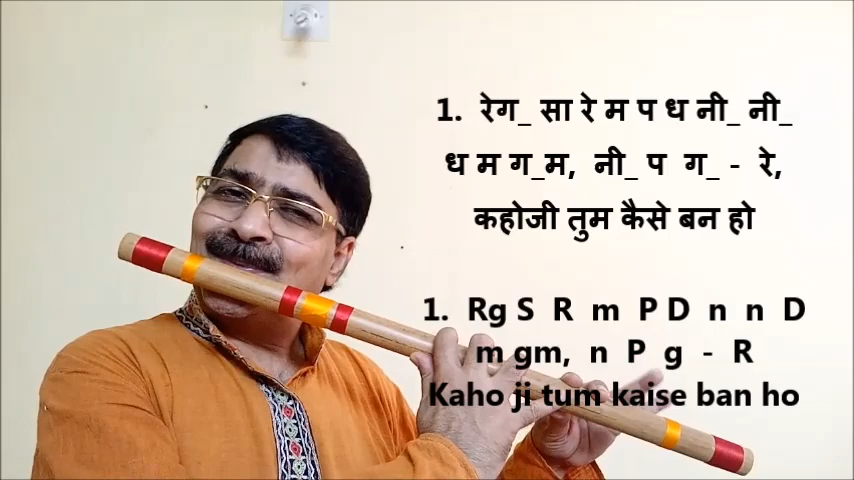 1. रेग_ सा रे म प ध नी_ नी_
ध म ग_म, नी_ प ग_ - रे,
कहोजी तुम कैसे बन हो
1. Rg S R m P D n n D
m gm, n P g - R
Kaho ji tum kaise ban ho